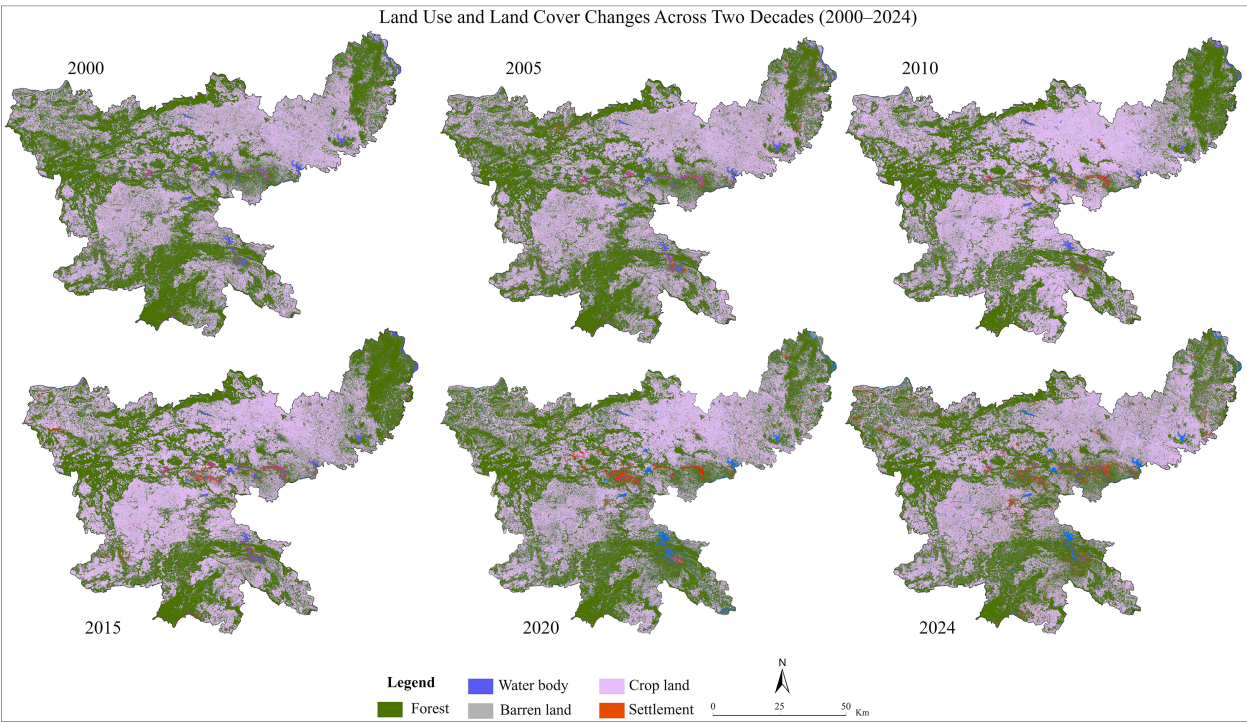 Land Use and Land Cover Changes Across Two Decades (2000–2024)
2000
2005
2010
2015
2020
2024
Legend
Water body
Crop land
Forest
Barren land
Settlement
N
0 25 50 Km